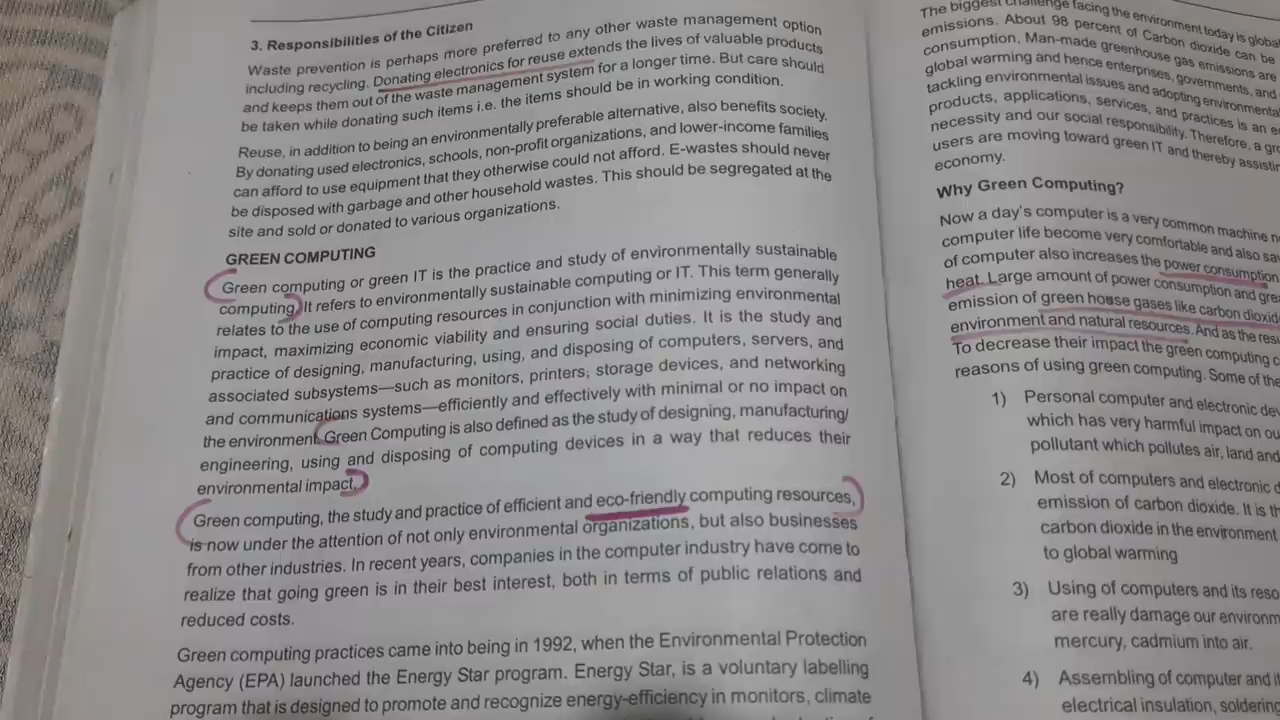 3. Responsibilities of the Citizen
Waste prevention is perhaps more preferred to any other waste management option
including recycling. Donating electronics for reuse extends the lives of valuable products
and keeps them out of the waste management system for a longer time. But care should
be taken while donating such items i.e. the items should be in working condition.
Reuse, in addition to being an environmentally preferable alternative, also benefits society.
By donating used electronics, schools, non-profit organizations, and lower-income families
can afford to use equipment that they otherwise could not afford. E-wastes should never
be disposed with garbage and other household wastes. This should be segregated at the
site and sold or donated to various organizations.
GREEN COMPUTING
Green computing or green IT is the practice and study of environmentally sustainable
computing. It refers to environmentally sustainable computing or IT. This term generally
relates to the use of computing resources in conjunction with minimizing environmental
impact, maximizing economic viability and ensuring social duties. It is the study and
practice of designing, manufacturing, using, and disposing of computers, servers, and
associated subsystems—such as monitors, printers, storage devices, and networking
and communications systems—efficiently and effectively with minimal or no impact on
the environment. Green Computing is also defined as the study of designing, manufacturing/
engineering, using and disposing of computing devices in a way that reduces their
environmental impact.
Green computing, the study and practice of efficient and eco-friendly computing resources,
is now under the attention of not only environmental organizations, but also businesses
from other industries. In recent years, companies in the computer industry have come to
realize that going green is in their best interest, both in terms of public relations and
reduced costs.
Green computing practices came into being in 1992, when the Environmental Protection
Agency (EPA) launched the Energy Star program. Energy Star, is a voluntary labelling
program that is designed to promote and recognize energy-efficiency in monitors, climate
The biggest challenge facing the environment today is global
emissions. About 98 percent of Carbon dioxide can be
consumption. Man-made greenhouse gas emissions are
global warming and hence enterprises, governments, and
tackling environmental issues and adopting environmental
products, applications, services, and practices is an
necessity and our social responsibility. Therefore, a
users are moving toward green IT and thereby
economy.
Why Green Computing?
Now a day's computer is a very common machine
computer life become very comfortable and also
of computer also increases the power consumption
heat. Large amount of power consumption and
emission of green house gases like carbon
environment and natural resources. And as the
To decrease their impact the green computing
reasons of using green computing. Some of the
1) Personal computer and electronic
which has very harmful impact on
pollutant which pollutes air, land and
2) Most of computers and electronic
emission of carbon dioxide. It is
carbon dioxide in the environment
to global warming
3) Using of computers and its
are really damage our
mercury, cadmium into air.
4) Assembling of computer and
electrical insulation,